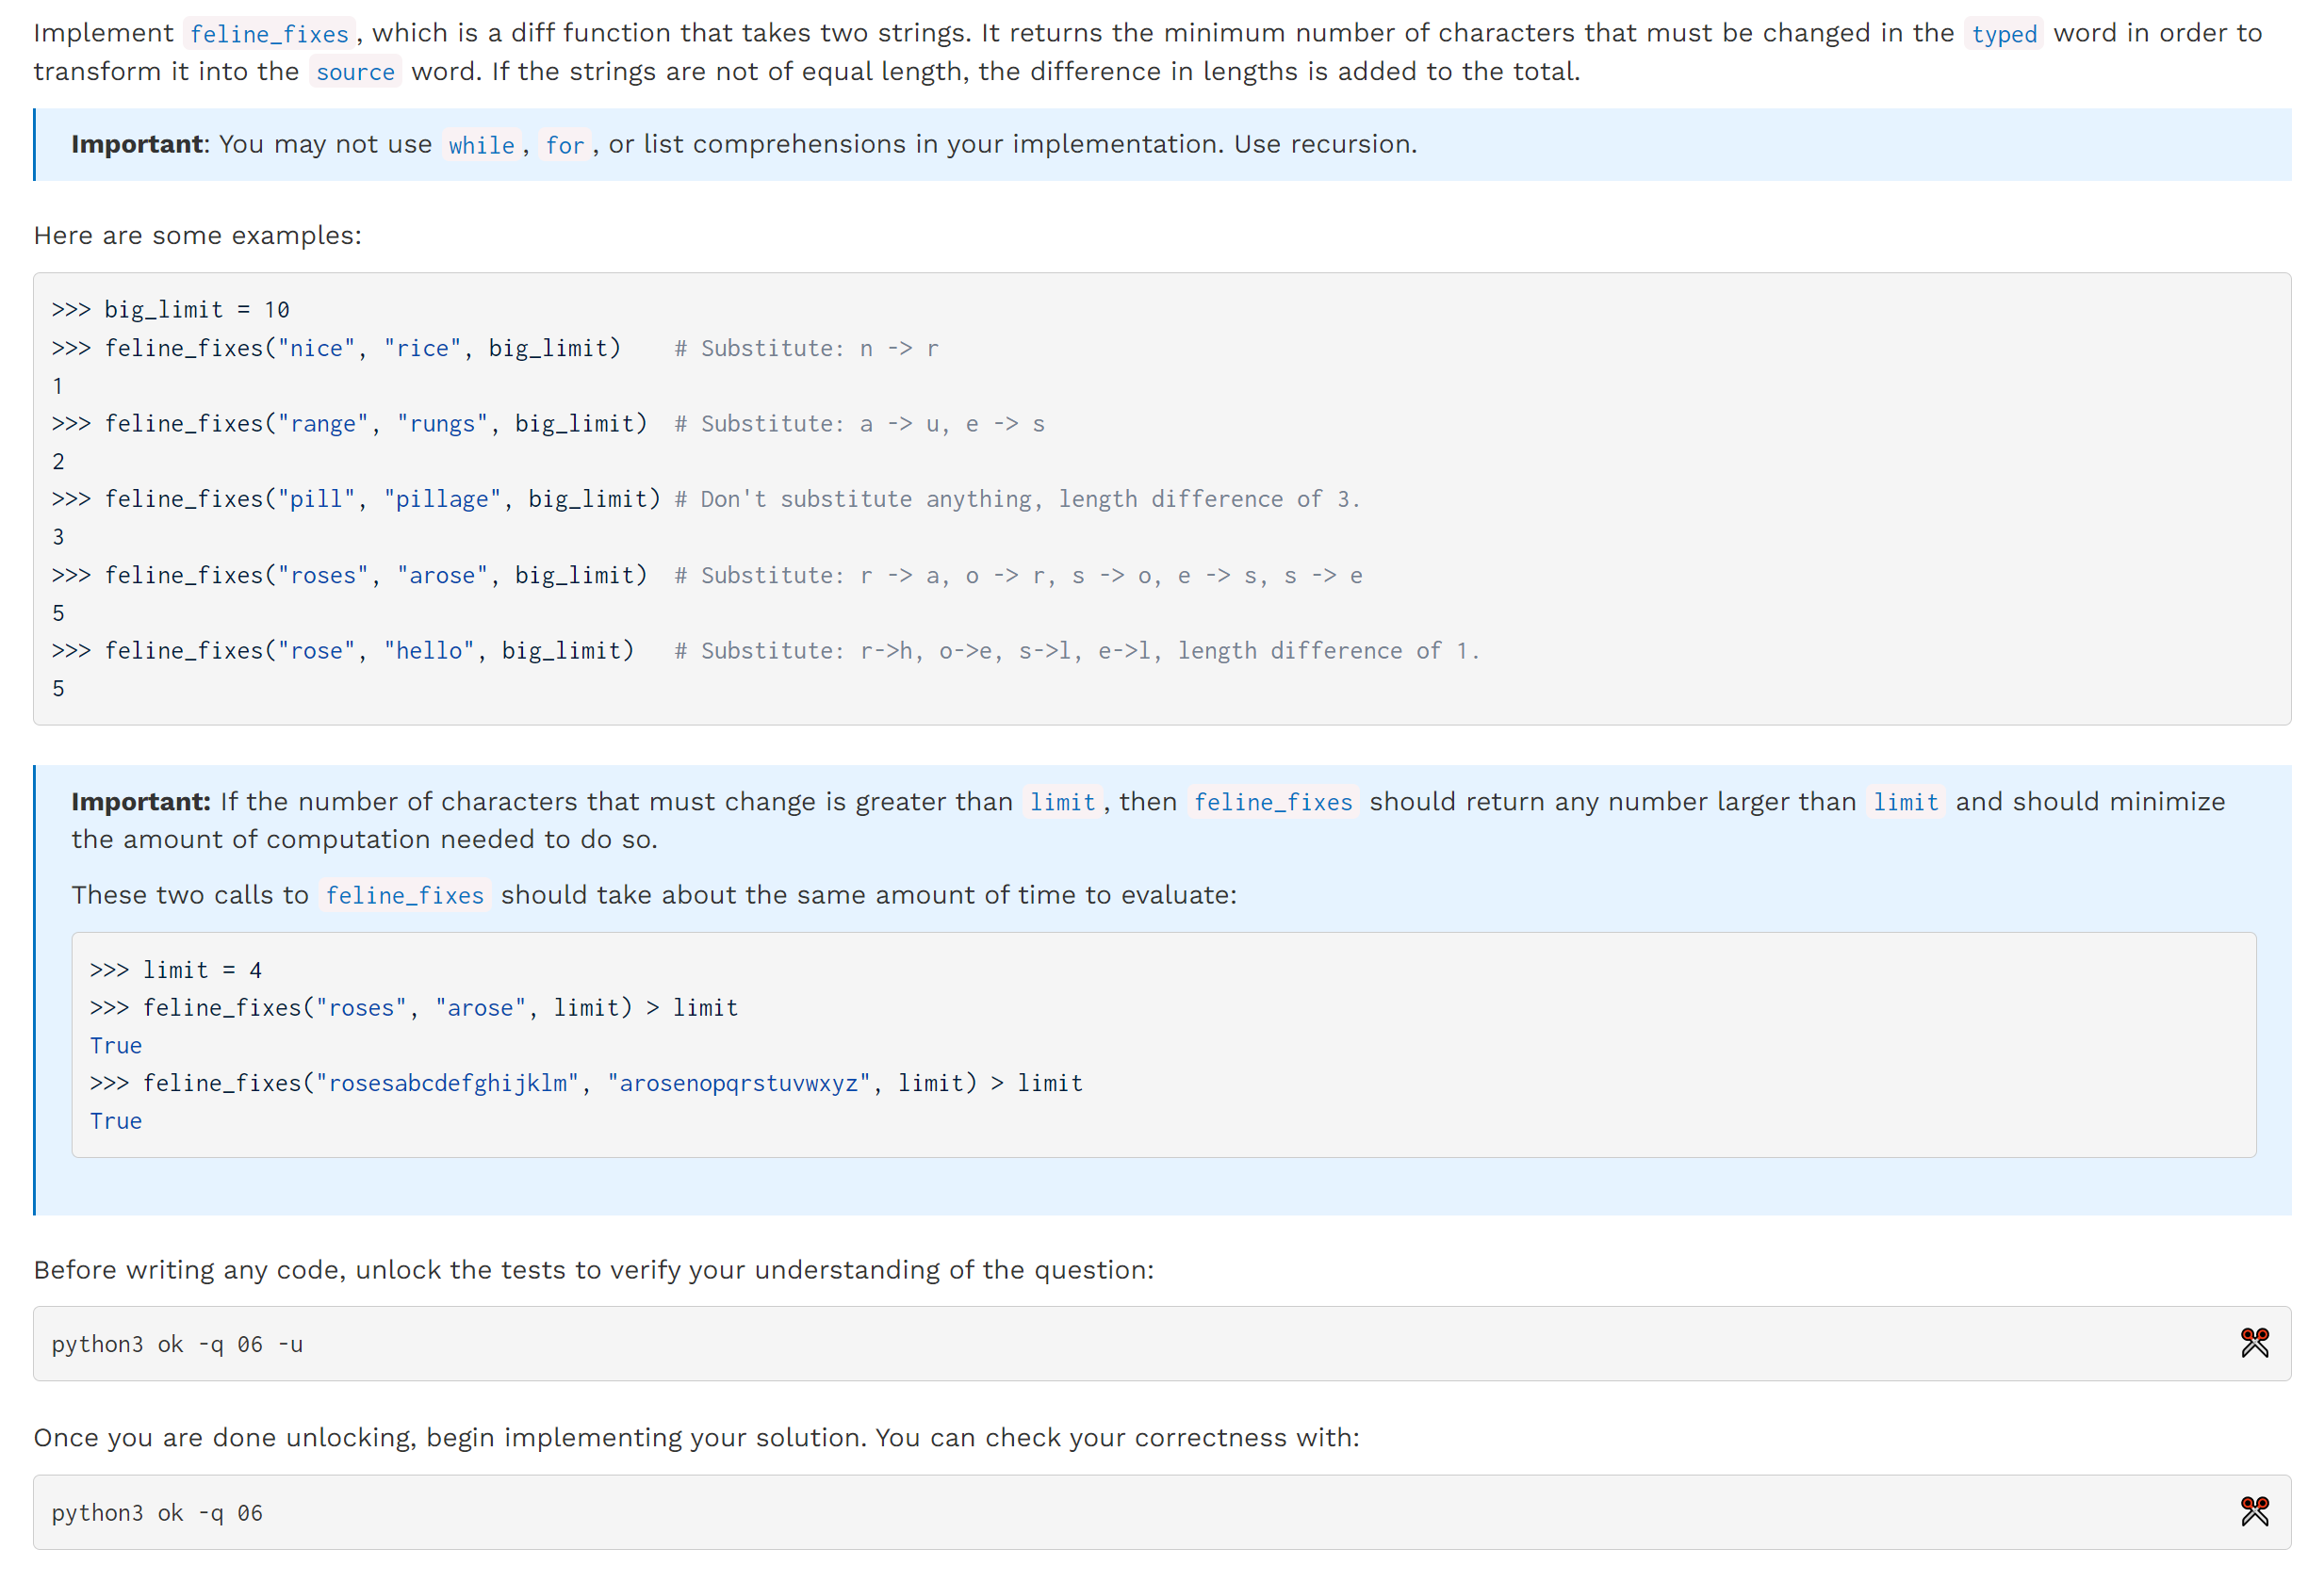 Implement feline_fixes, which is a diff function that takes two strings. It returns the minimum number of characters that must be changed in the typed word in order to
transform it into the source word. If the strings are not of equal length, the difference in lengths is added to the total.
Important: You may not use while, for, or list comprehensions in your implementation. Use recursion.
Here are some examples:
>>> big_limit = 10
>>> feline_fixes("nice", "rice", big_limit)    # Substitute: n -> r
1
>>> feline_fixes("range", "rungs", big_limit)  # Substitute: a -> u, e -> s
2
>>> feline_fixes("pill", "pillage", big_limit) # Don't substitute anything, length difference of 3.
3
>>> feline_fixes("roses", "arose", big_limit)  # Substitute: r -> a, o -> r, s -> o, e -> s, s -> e
5
>>> feline_fixes("rose", "hello", big_limit)   # Substitute: r->h, o->e, s->l, e->l, length difference of 1.
5
Important: If the number of characters that must change is greater than limit, then feline_fixes should return any number larger than limit and should minimize
the amount of computation needed to do so.
These two calls to feline_fixes should take about the same amount of time to evaluate:
>>> limit = 4
>>> feline_fixes("roses", "arose", limit) > limit
True
>>> feline_fixes("rosesabcdefghijklm", "arosenopqrstuvwxyz", limit) > limit
True
Before writing any code, unlock the tests to verify your understanding of the question:
python3 ok -q 06 -u
Once you are done unlocking, begin implementing your solution. You can check your correctness with:
python3 ok -q 06